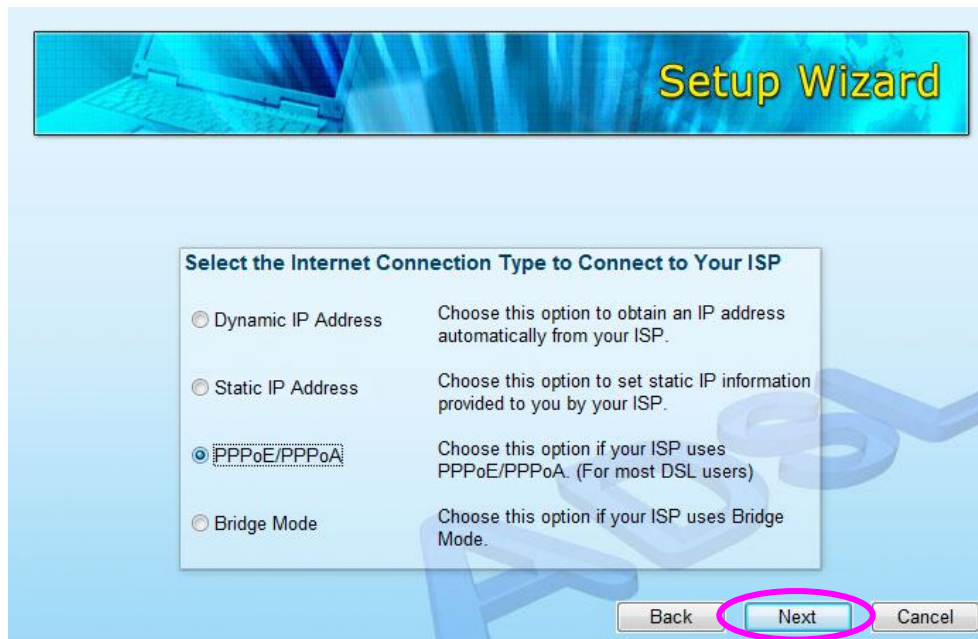 Setup Wizard
Select the Internet Connection Type to Connect to Your ISP
Dynamic IP Address
Choose this option to obtain an IP address
automatically from your ISP.
Static IP Address
Choose this option to set static IP information
provided to you by your ISP.
PPPoE/PPPoA
Choose this option if your ISP uses
PPPoE/PPPoA. (For most DSL users)
Bridge Mode
Choose this option if your ISP uses Bridge
Mode.
ADSL
Back
Next
Cancel